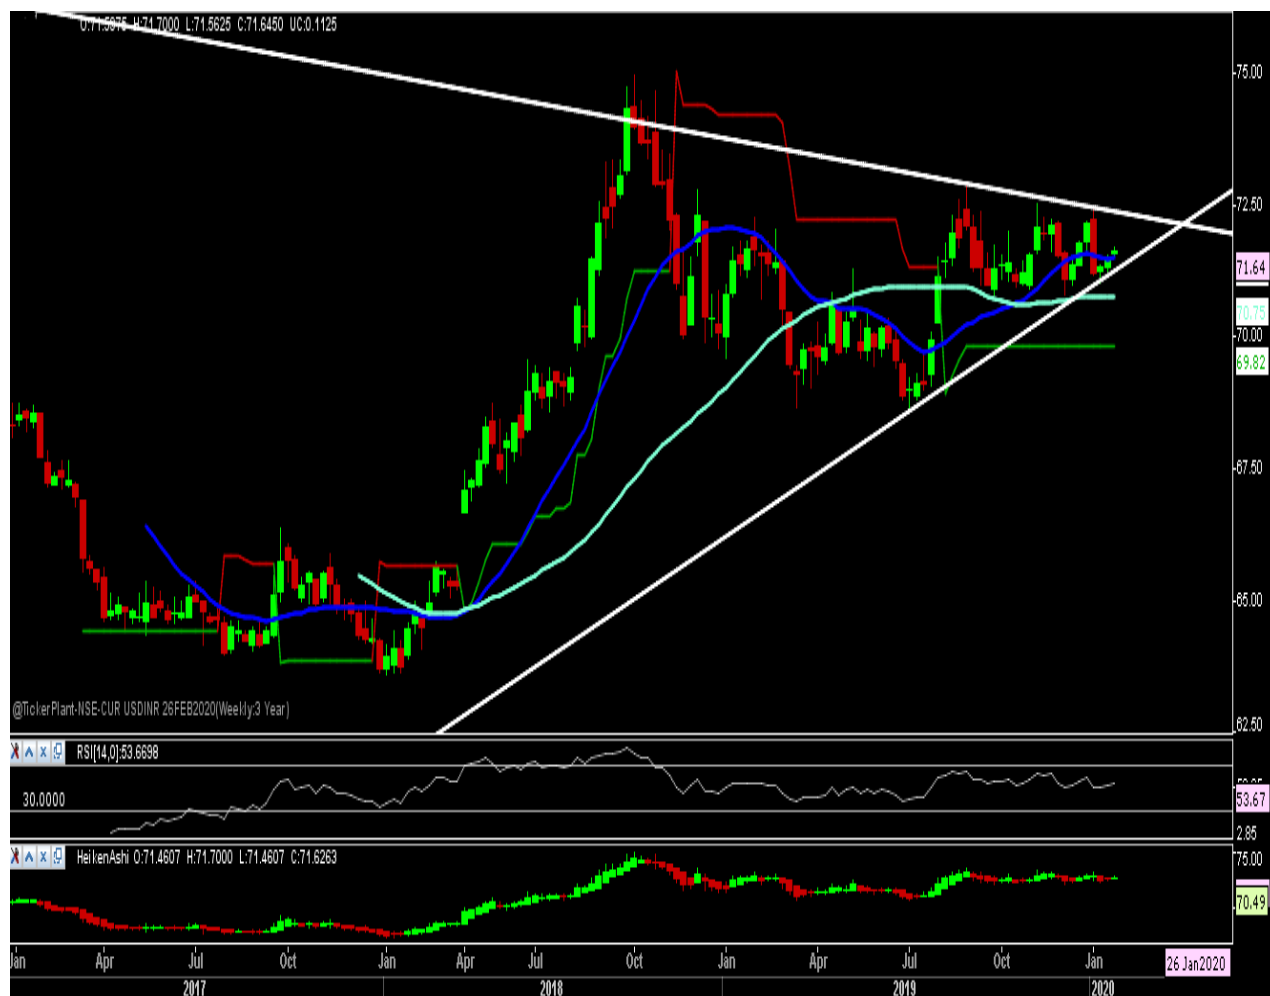 O:71.5875 H:71.7000 L:71.5625 C:71.6450 UC:0.1125
75.00
72.50
71.64
70.75
70.00
69.82
67.50
65.00
62.50
@TickerPlant-NSE-CUR USDINR 26FEB2020(Weekly:3 Year)
RSI[14,0]:53.6698
30.0000
53.67
2.85
HeikenAshi O:71.4607 H:71.7000 L:71.4607 C:71.6263
75.00
70.49
Jan Apr Jul Oct Jan Apr Jul Oct Jan Apr Jul Oct Jan 26 Jan2020
2017 2018 2019 2020